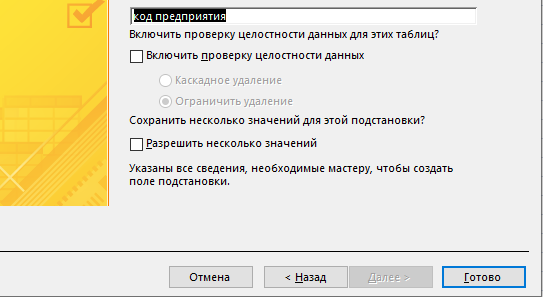 код предприятия
Включить проверку целостности данных для этих таблиц?
Включить проверку целостности данных
Каскадное удаление
Ограничить удаление
Сохранить несколько значений для этой подстановки?
Разрешить несколько значений
Указаны все сведения, необходимые мастеру, чтобы создать
поле подстановки.
Отмена < Назад Далее > Готово